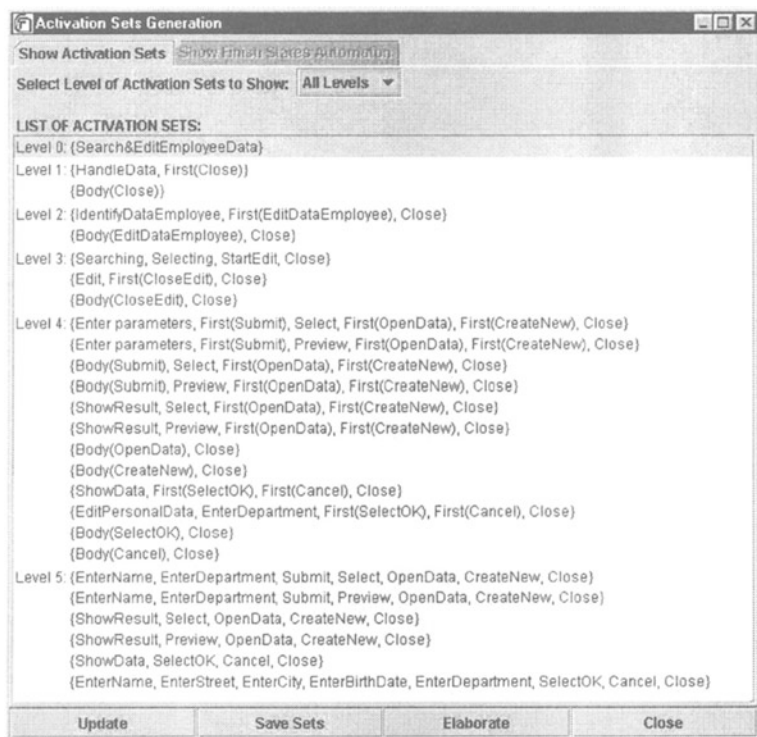 Activation Sets Generation
Show Activation Sets Show Finish States Automaton
Select Level of Activation Sets to Show: All Levels
LIST OF ACTIVATION SETS:
Level 0: {Search&EditEmployeeData}
Level 1: {HandleData, First(Close)}
{Body(Close)}
Level 2: {IdentifyDataEmployee, First(EditDataEmployee), Close}
{Body(EditDataEmployee), Close}
Level 3: {Searching, Selecting, StartEdit, Close}
{Edit, First(CloseEdit), Close}
{Body(CloseEdit), Close}
Level 4: {Enter parameters, First(Submit), Select, First(OpenData), First(CreateNew), Close}
{Enter parameters, First(Submit), Preview, First(OpenData), First(CreateNew), Close}
{Body(Submit), Select, First(OpenData), First(CreateNew), Close}
{Body(Submit), Preview, First(OpenData), First(CreateNew), Close}
{ShowResult, Select, First(OpenData), First(CreateNew), Close}
{ShowResult, Preview, First(OpenData), First(CreateNew), Close}
{Body(OpenData), Close}
{Body(CreateNew), Close}
{ShowData, First(SelectOK), First(Cancel), Close}
{EditPersonalData, EnterDepartment, First(SelectOK), First(Cancel), Close}
{Body(SelectOK), Close}
{Body(Cancel), Close}
Level 5: {EnterName, EnterDepartment, Submit, Select, OpenData, CreateNew, Close}
{EnterName, EnterDepartment, Submit, Preview, OpenData, CreateNew, Close}
{ShowResult, Select, OpenData, CreateNew, Close}
{ShowResult, Preview, OpenData, CreateNew, Close}
{ShowData, SelectOK, Cancel, Close}
{EnterName, EnterStreet, EnterCity, EnterBirthDate, EnterDepartment, SelectOK, Cancel, Close}
Update Save Sets Elaborate Close